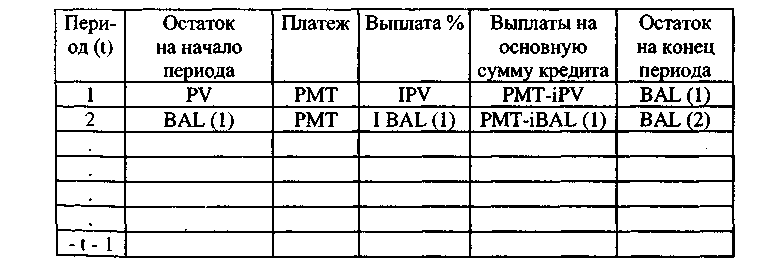 Пери- Остаток Платеж Выплата % Выплаты на Остаток
од (t) на начало основную на конец
периода сумму кредита периода
1 PV PMT IPV PMT-iPV BAL (1)
2 BAL (1) PMT I BAL (1) PMT-iBAL (1) BAL (2)
.
.
.
.
- t - 1